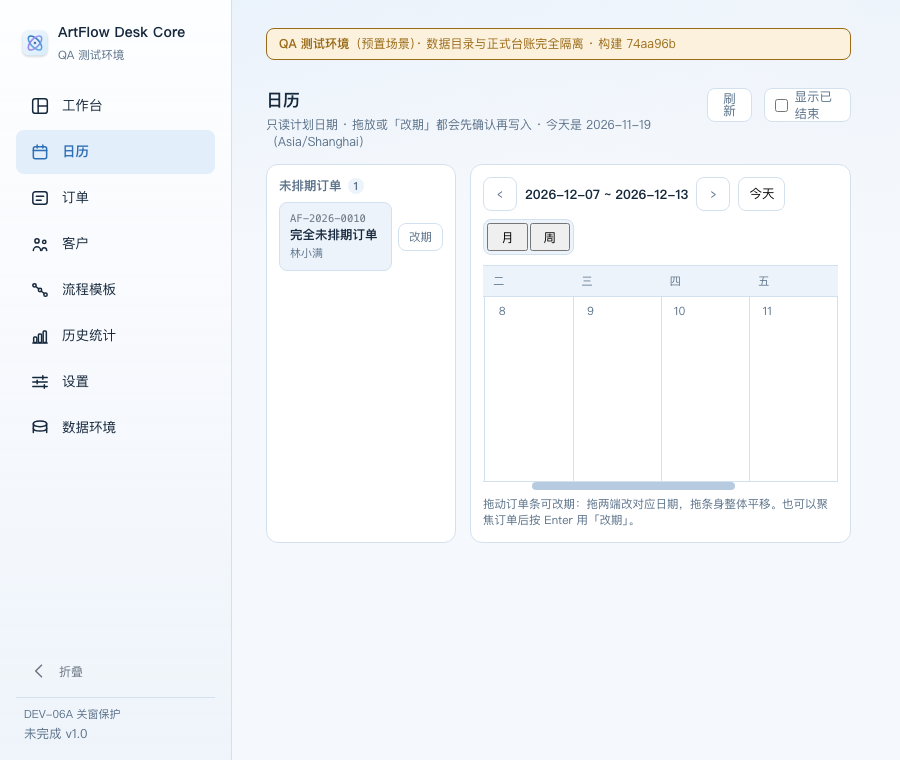 ArtFlow Desk Core
QA 测试环境
工作台
日历
订单
客户
流程模板
历史统计
设置
数据环境
折叠
DEV-06A 关窗保护
未完成 v1.0
QA 测试环境（预置场景）· 数据目录与正式台账完全隔离 · 构建 74aa96b
日历
只读计划日期 · 拖放或「改期」都会先确认再写入 · 今天是 2026-11-19
（Asia/Shanghai）
刷
新
显示已
结束
未排期订单 1
AF-2026-0010
完全未排期订单
林小满
改期
< 2026-12-07 ~ 2026-12-13 > 今天
月 周
二 三 四 五
8 9 10 11
拖动订单条可改期：拖两端改对应日期，拖条身整体平移。也可以聚
焦订单后按 Enter 用「改期」。